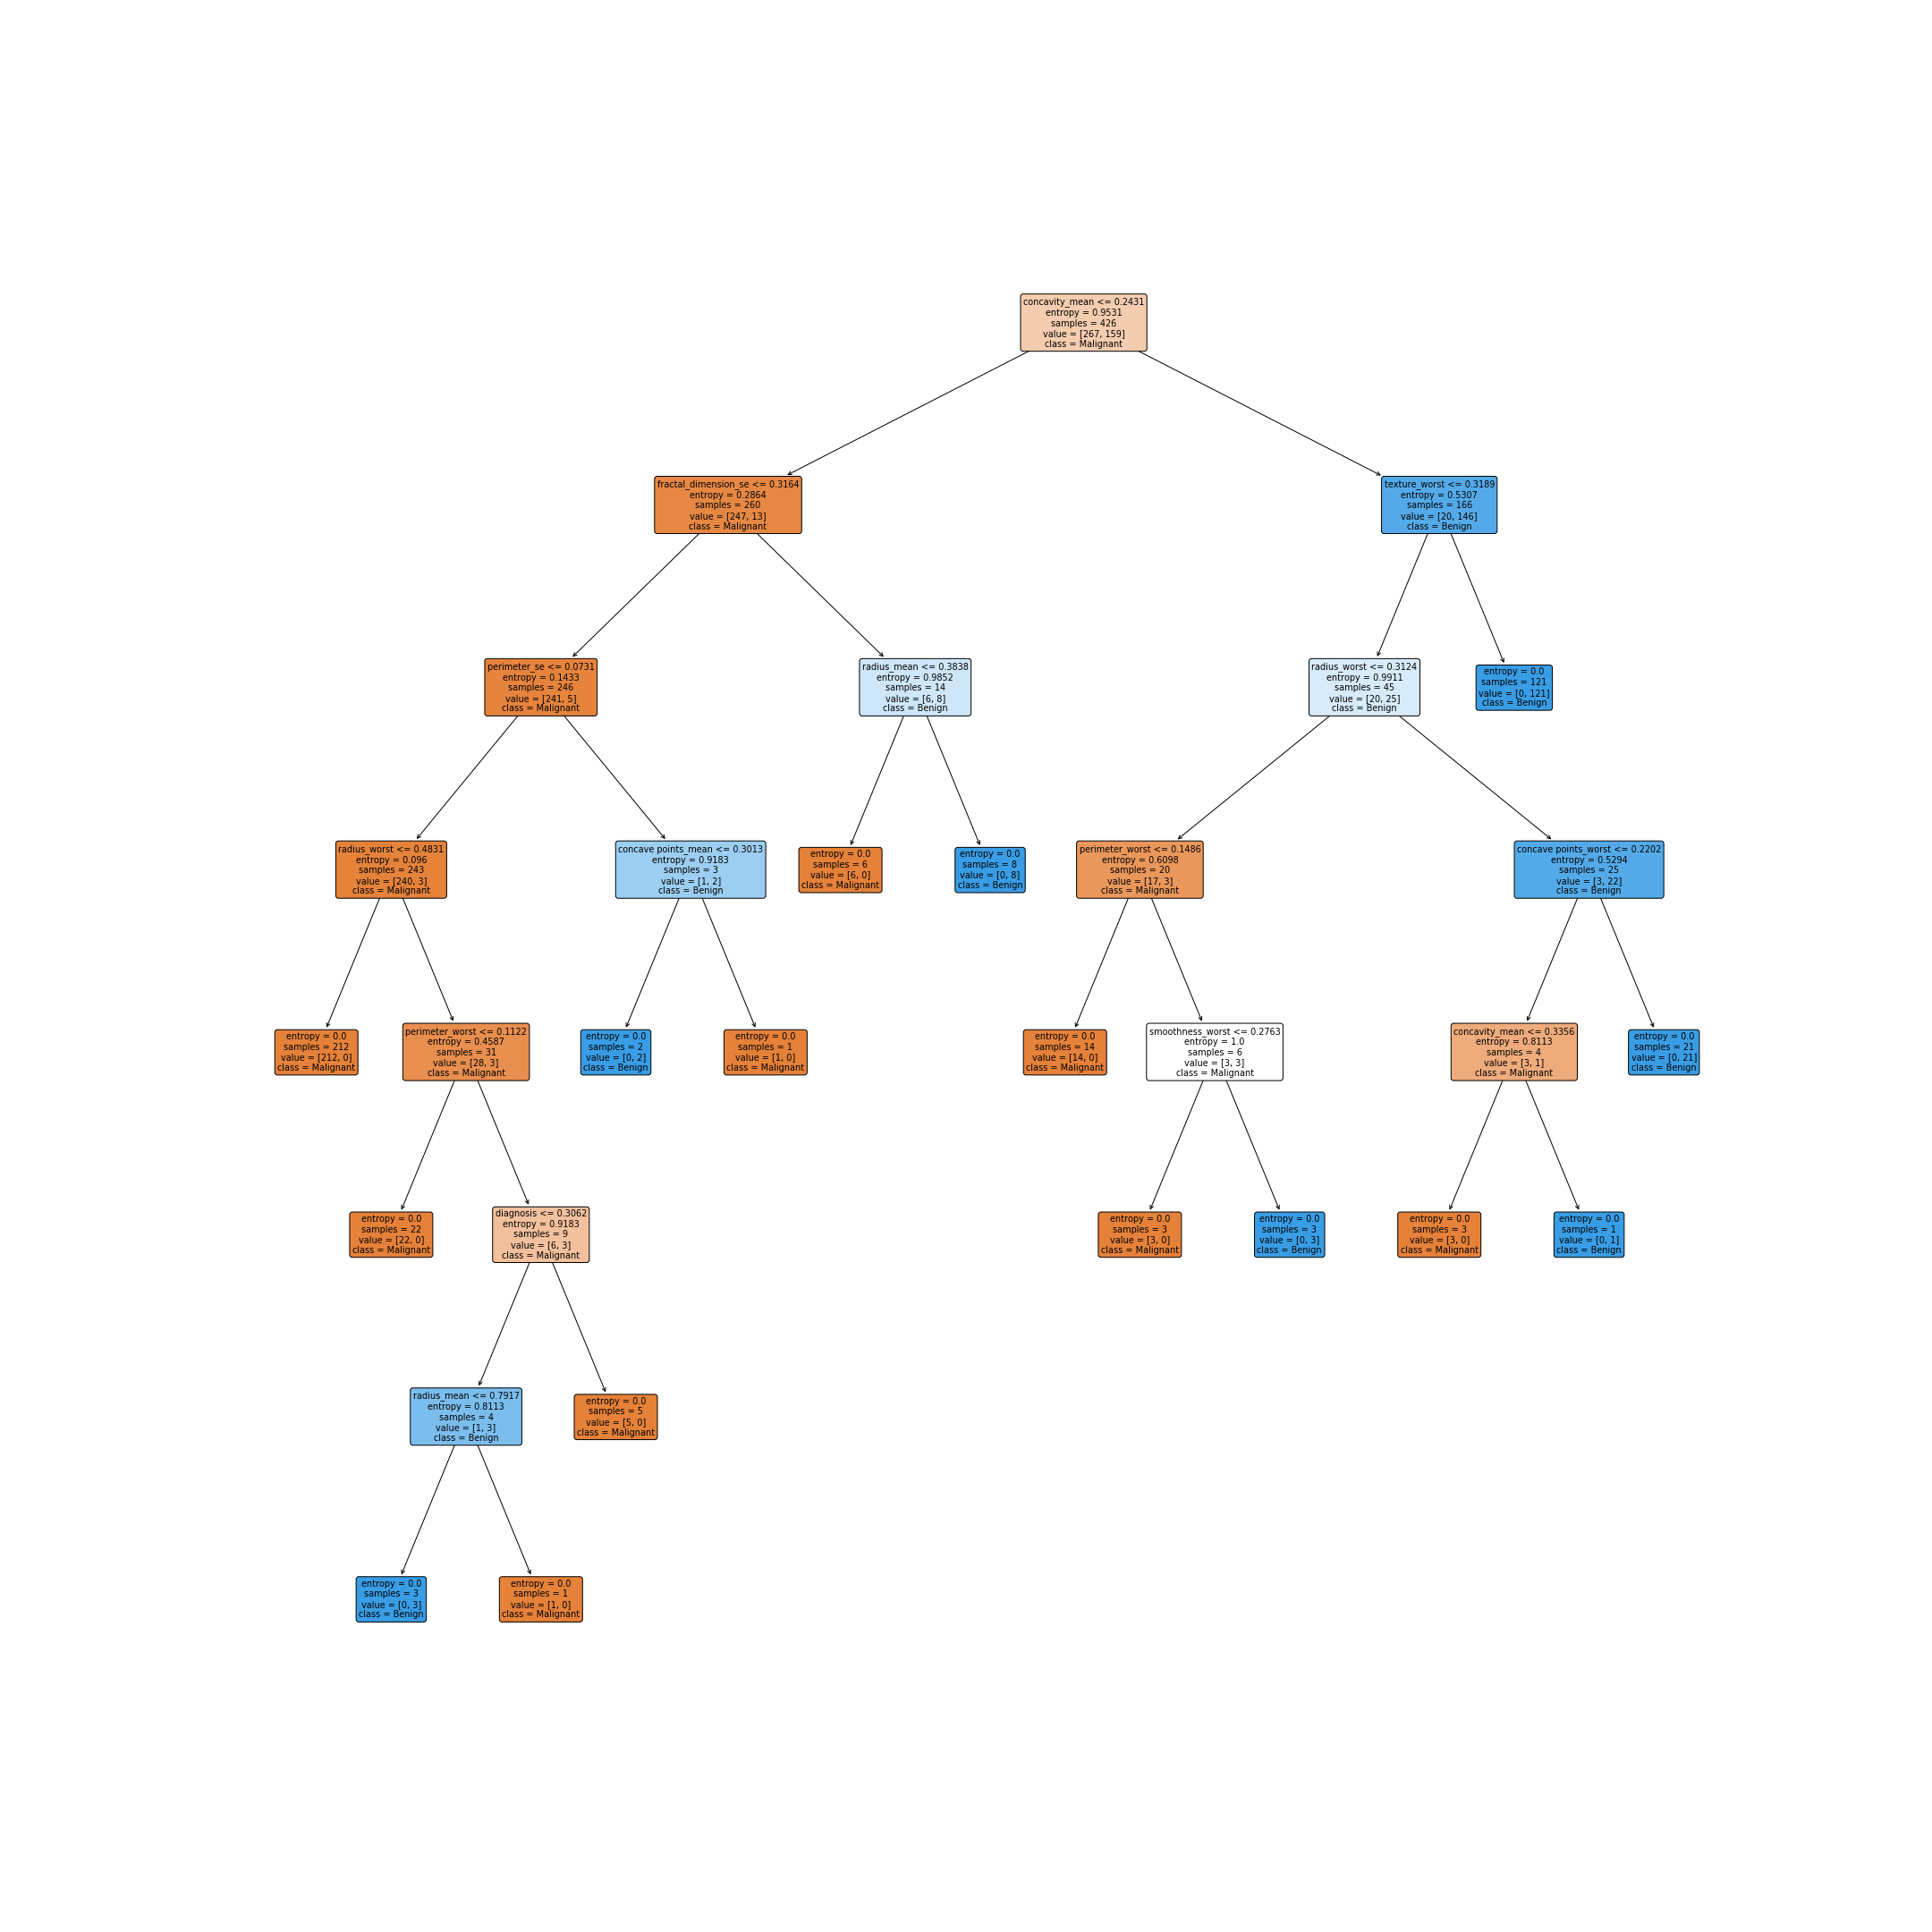 concavity_mean <= 0.2431
entropy = 0.9531
samples = 426
value = [267, 159]
class = Malignant
fractal_dimension_se <= 0.3164
entropy = 0.2864
samples = 260
value = [247, 13]
class = Malignant
texture_worst <= 0.3189
entropy = 0.5307
samples = 166
value = [20, 146]
class = Benign
perimeter_se <= 0.0731
entropy = 0.1433
samples = 246
value = [241, 5]
class = Malignant
radius_mean <= 0.3838
entropy = 0.9852
samples = 14
value = [6, 8]
class = Benign
radius_worst <= 0.3124
entropy = 0.9911
samples = 45
value = [20, 25]
class = Benign
entropy = 0.0
samples = 121
value = [0, 121]
class = Benign
radius_worst <= 0.4831
entropy = 0.096
samples = 243
value = [240, 3]
class = Malignant
concave points_mean <= 0.3013
entropy = 0.9183
samples = 3
value = [1, 2]
class = Benign
entropy = 0.0
samples = 6
value = [6, 0]
class = Malignant
entropy = 0.0
samples = 8
value = [0, 8]
class = Benign
perimeter_worst <= 0.1486
entropy = 0.6098
samples = 20
value = [17, 3]
class = Malignant
concave points_worst <= 0.2202
entropy = 0.5294
samples = 25
value = [3, 22]
class = Benign
entropy = 0.0
samples = 212
value = [212, 0]
class = Malignant
perimeter_worst <= 0.1122
entropy = 0.4587
samples = 31
value = [28, 3]
class = Malignant
entropy = 0.0
samples = 2
value = [0, 2]
class = Benign
entropy = 0.0
samples = 1
value = [1, 0]
class = Malignant
entropy = 0.0
samples = 14
value = [14, 0]
class = Malignant
smoothness_worst <= 0.2763
entropy = 1.0
samples = 6
value = [3, 3]
class = Malignant
concavity_mean <= 0.3356
entropy = 0.8113
samples = 4
value = [3, 1]
class = Malignant
entropy = 0.0
samples = 21
value = [0, 21]
class = Benign
entropy = 0.0
samples = 22
value = [22, 0]
class = Malignant
diagnosis <= 0.3062
entropy = 0.9183
samples = 9
value = [6, 3]
class = Malignant
entropy = 0.0
samples = 3
value = [3, 0]
class = Malignant
entropy = 0.0
samples = 3
value = [0, 3]
class = Benign
entropy = 0.0
samples = 3
value = [3, 0]
class = Malignant
entropy = 0.0
samples = 1
value = [0, 1]
class = Benign
radius_mean <= 0.7917
entropy = 0.8113
samples = 4
value = [1, 3]
class = Benign
entropy = 0.0
samples = 5
value = [5, 0]
class = Malignant
entropy = 0.0
samples = 3
value = [0, 3]
class = Benign
entropy = 0.0
samples = 1
value = [1, 0]
class = Malignant